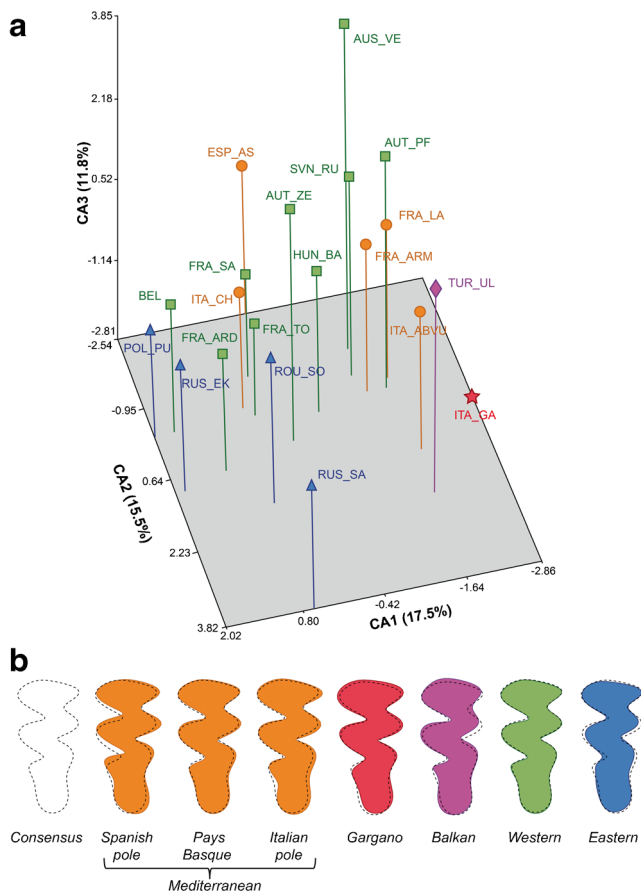 a
3.85
AUS_VE
2.18
AUT_PF
ESP_AS
SVN_RU
0.52
AUT_ZE
FRA_LA
CA3 (11.8%)
FRA_ARM
HUN_BA
FRA_SA
-1.14
TUR_UL
BEL
ITA_CH
-2.81
-2.54
POL_PU
FRA_ARD
FRA_TO
ITA_ABVU
RUS_EK
ROU_SO
-0.95
ITA_GA
CA2 (15.5%)
0.64
RUS_SA
2.23
-2.86
-1.64
-0.42
0.80
CA1 (17.5%)
3.82
2.02
b
Consensus
Spanish
pole
Pays
Basque
Italian
pole
Gargano
Balkan
Western
Eastern
Mediterranean